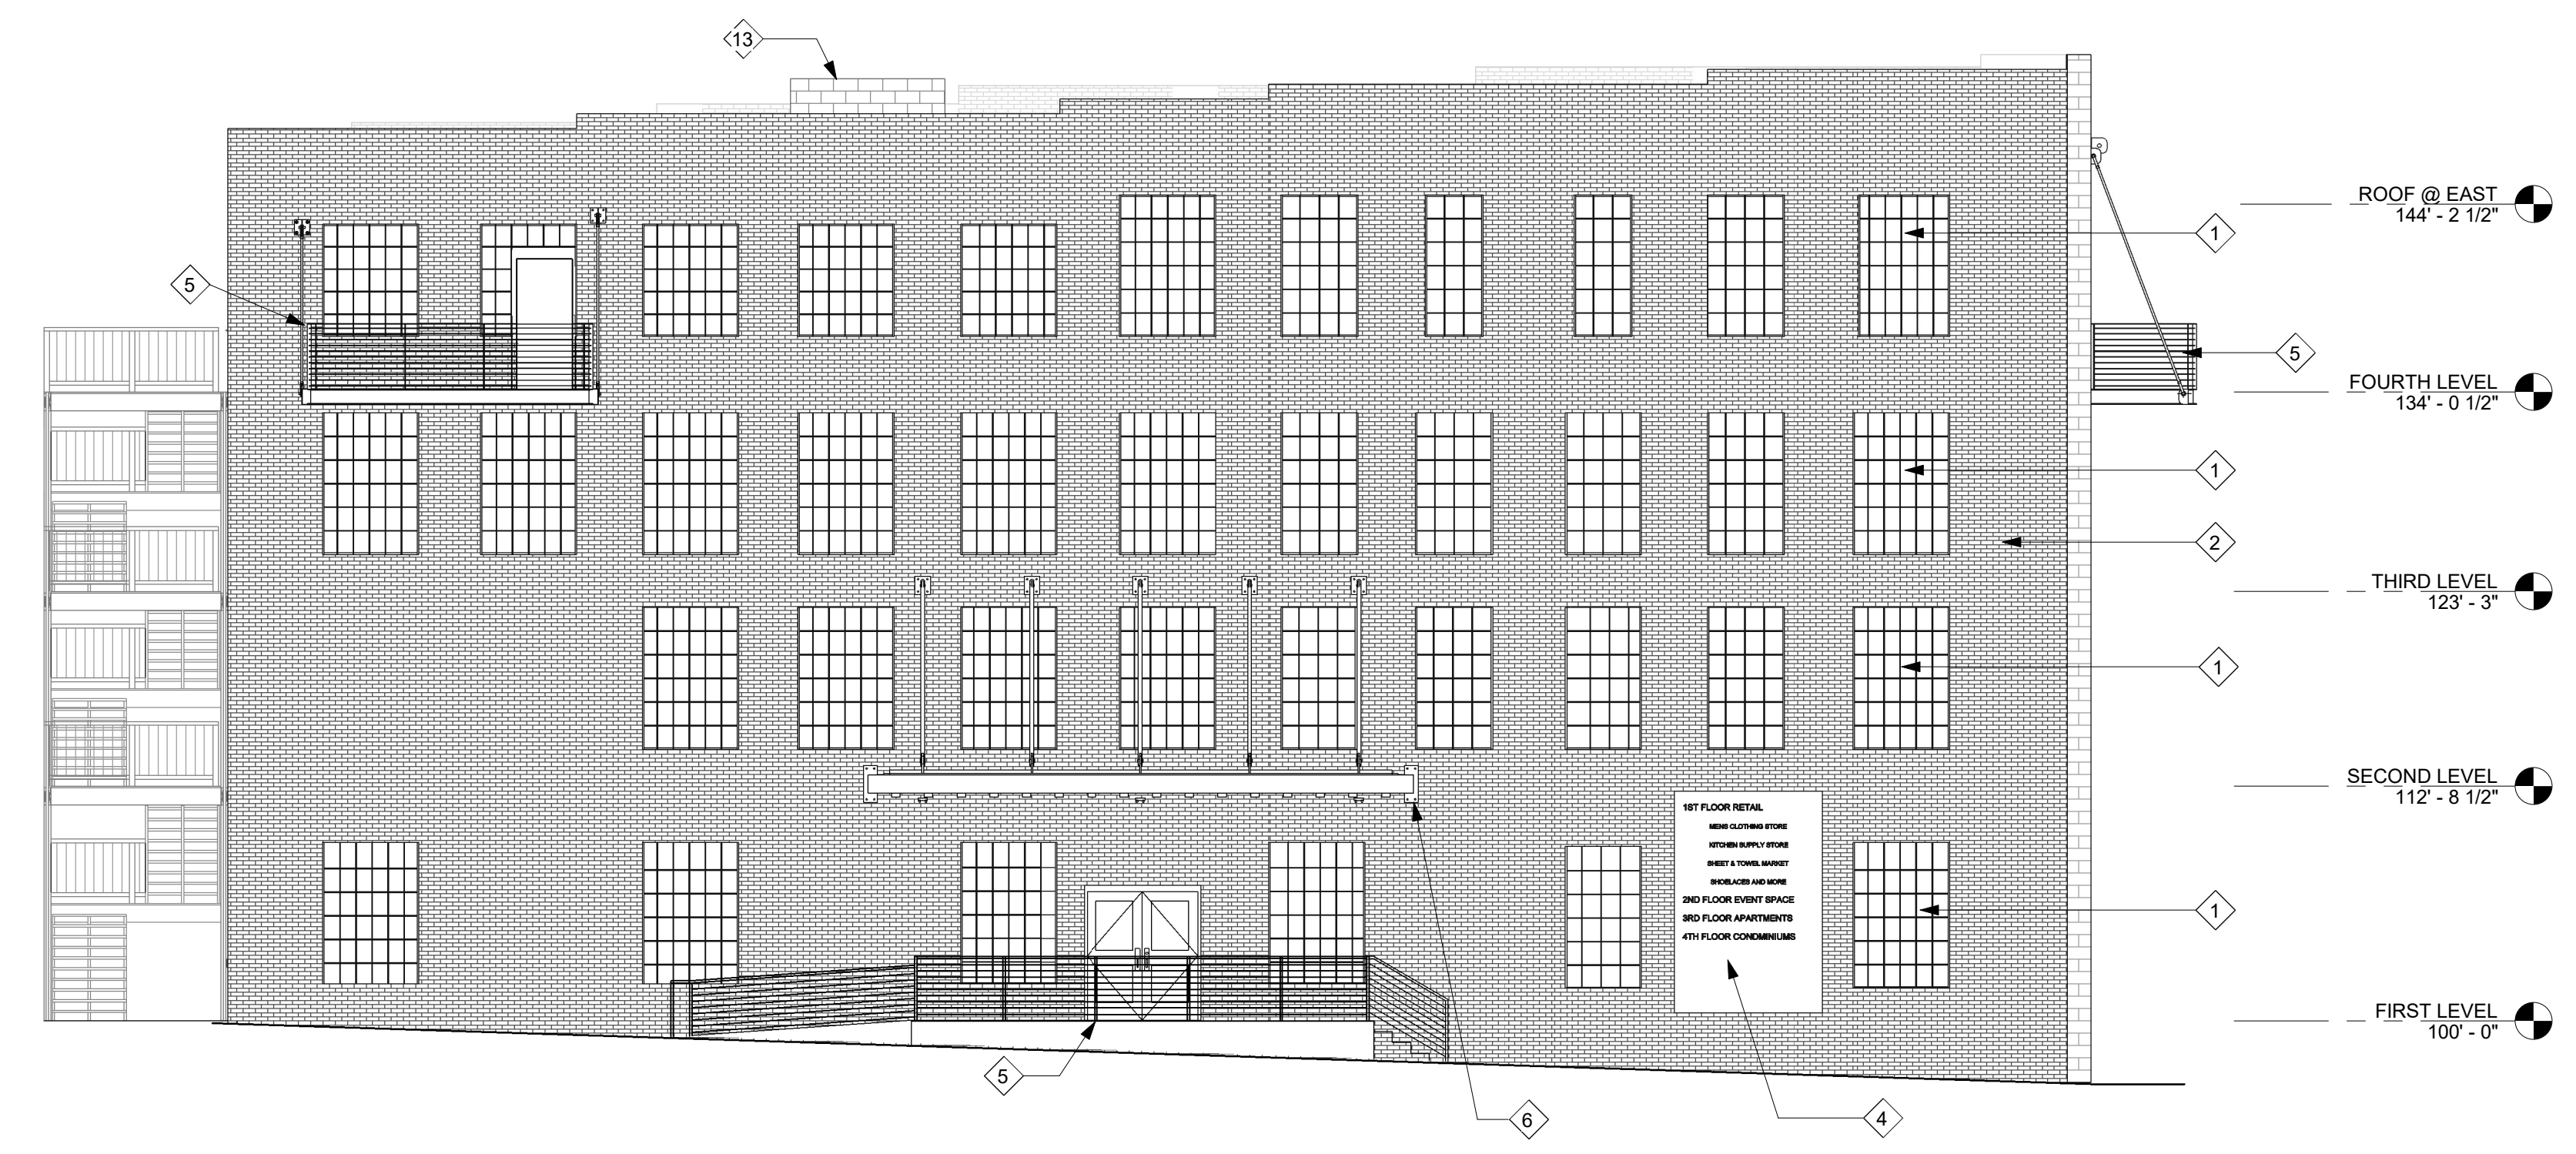 13
ROOF @ EAST
144' - 2 1/2"
1
5
5
FOURTH LEVEL
134' - 0 1/2"
1
2
THIRD LEVEL
123' - 3"
1
SECOND LEVEL
112' - 8 1/2"
1ST FLOOR RETAIL
MENS CLOTHING STORE
KITCHEN SUPPLY STORE
SHEET & TOWEL MARKET
SHOELACES AND MORE
2ND FLOOR EVENT SPACE
3RD FLOOR APARTMENTS
4TH FLOOR CONDMINIUMS
1
FIRST LEVEL
100' - 0"
5
6
4